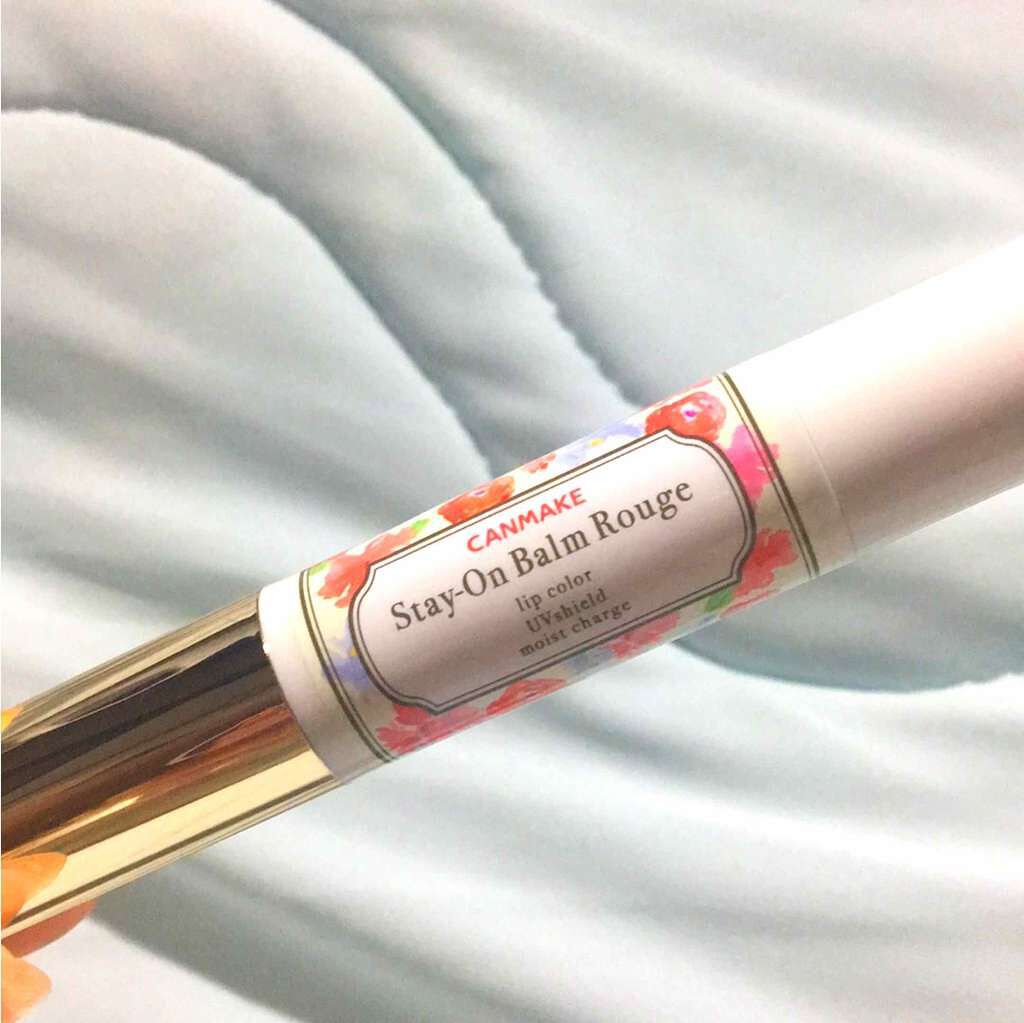 CANMAKE
Stay-On Balm Rouge
lip color
UVshield
moist charge